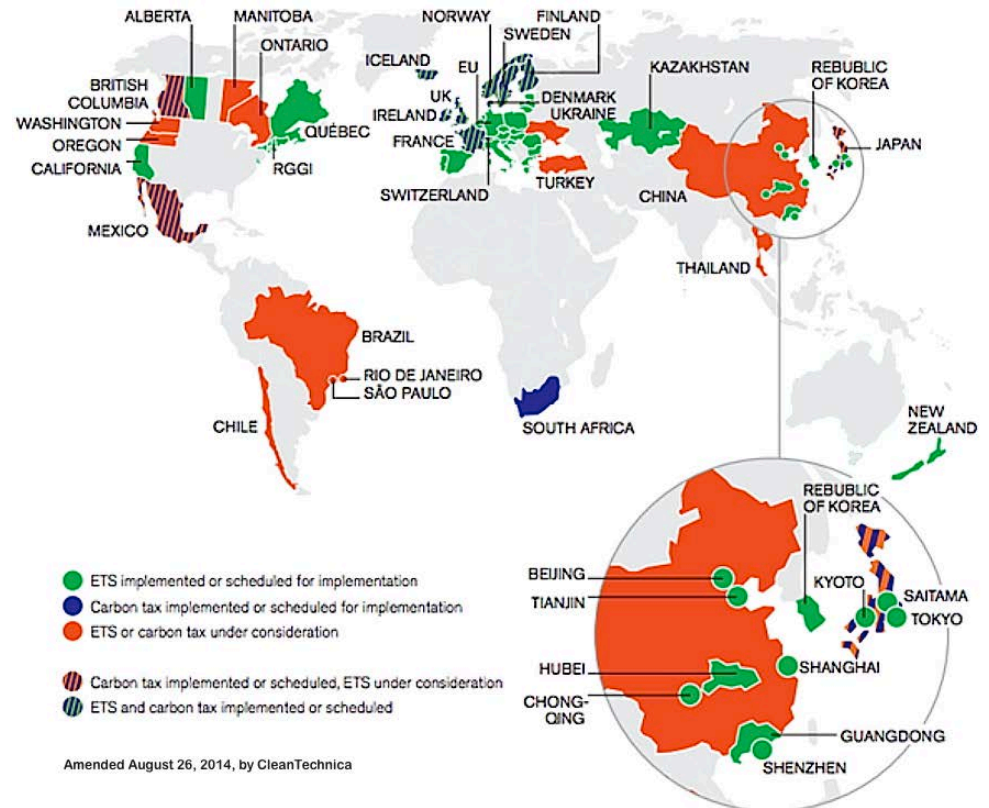 ALBERTA
MANITOBA
ONTARIO
BRITISH
COLUMBIA
WASHINGTON
OREGON
CALIFORNIA
QUÉBEC
RGGI
MEXICO
NORWAY
FINLAND
SWEDEN
ICELAND
EU
UK
IRELAND
FRANCE
DENMARK
UKRAINE
SWITZERLAND
TURKEY
KAZAKHSTAN
REBUBLIC
OF KOREA
JAPAN
CHINA
THAILAND
BRAZIL
RIO DE JANEIRO
SÃO PAULO
CHILE
SOUTH AFRICA
NEW
ZEALAND
REBUBLIC
OF KOREA
BEIJING
TIANJIN
KYOTO
SAITAMA
TOKYO
HUBEI
SHANGHAI
CHONG-
QING
GUANGDONG
SHENZHEN
ETS implemented or scheduled for implementation
Carbon tax implemented or scheduled for implementation
ETS or carbon tax under consideration
Carbon tax implemented or scheduled, ETS under consideration
ETS and carbon tax implemented or scheduled
Amended August 26, 2014, by CleanTechnica